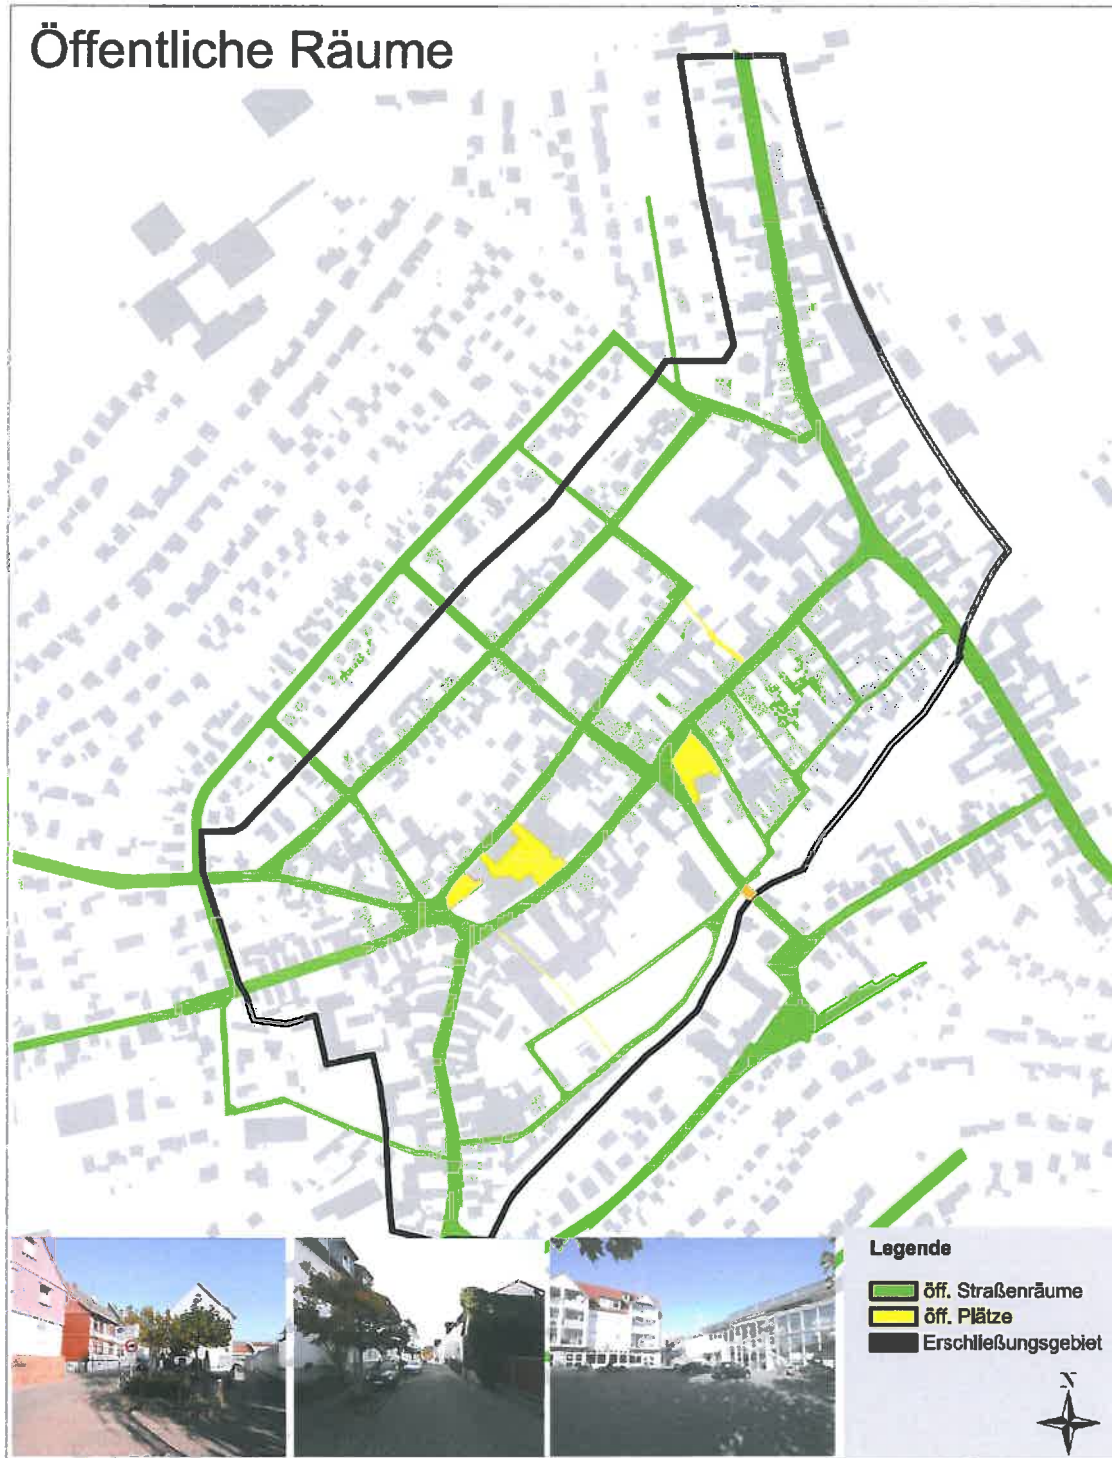 Öffentliche Räume
Legende
öff. Straßenräume
öff. Plätze
Erschließungsgebiet
N